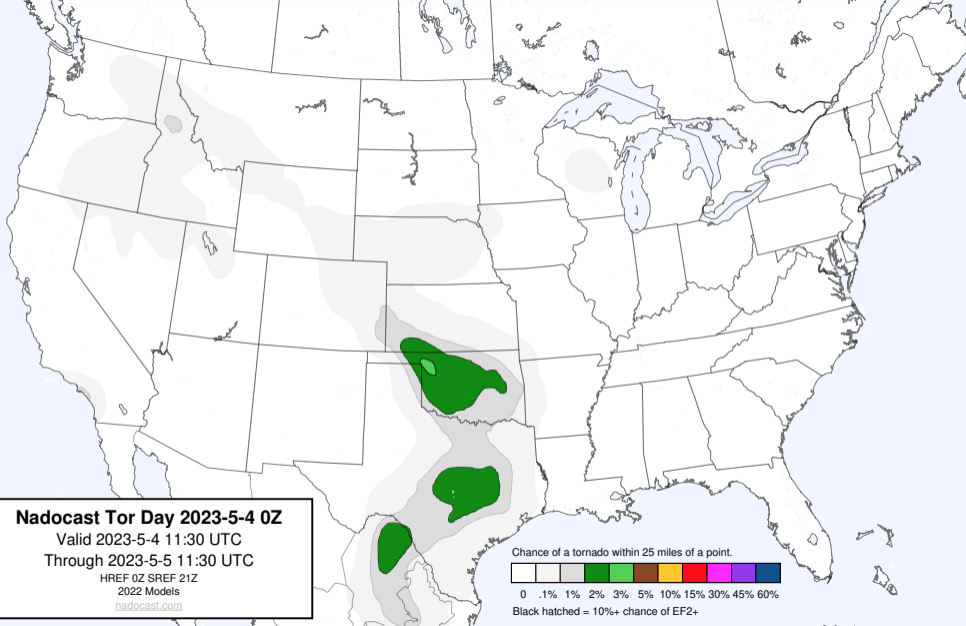 Nadocast Tor Day 2023-5-4 0Z
Valid 2023-5-4 11:30 UTC
Through 2023-5-5 11:30 UTC
HREF 0Z SREF 21Z
2022 Models
nadocast.com
Chance of a tornado within 25 miles of a point.
0 .1% 1% 2% 3% 5% 10% 15% 30% 45% 60%
Black hatched = 10%+ chance of EF2+